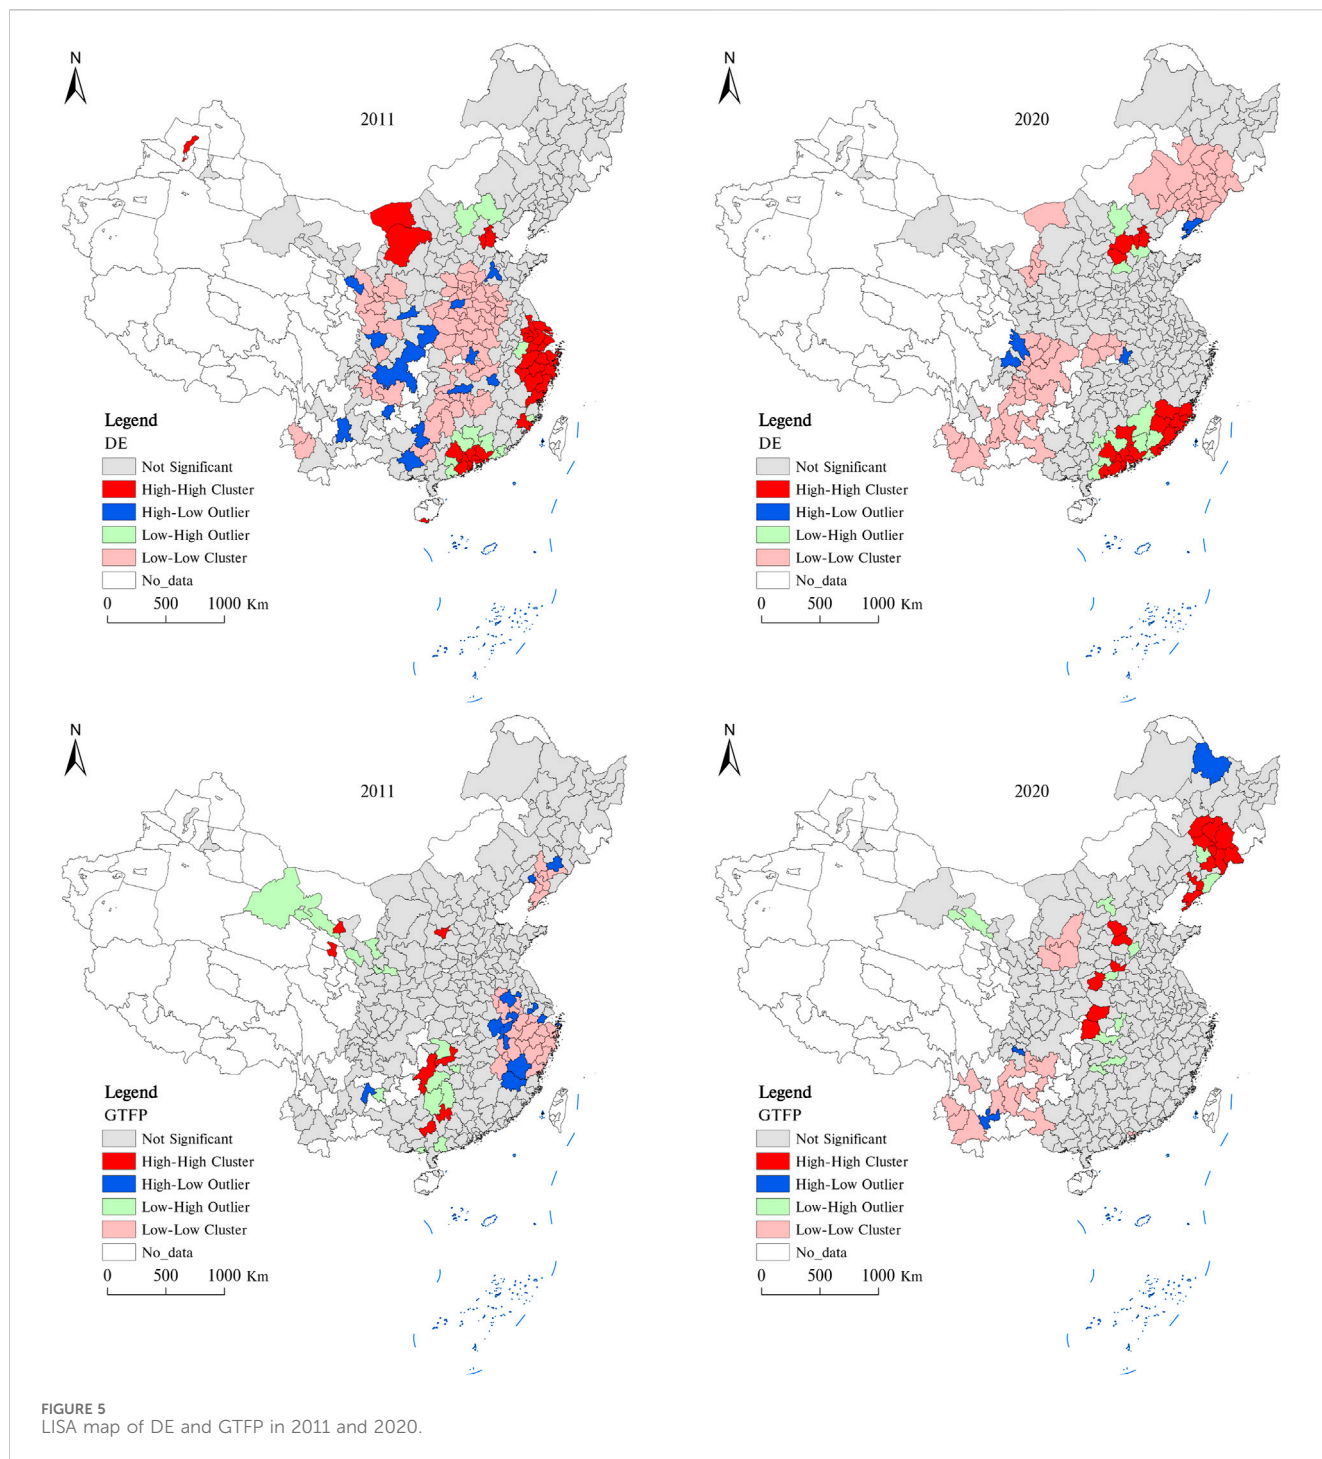 N
2011
Legend
DE
Not Significant
High-High Cluster
High-Low Outlier
Low-High Outlier
Low-Low Cluster
No_data
0 500 1000 Km
N
2020
Legend
DE
Not Significant
High-High Cluster
High-Low Outlier
Low-High Outlier
Low-Low Cluster
No_data
0 500 1000 Km
N
2011
Legend
GTFP
Not Significant
High-High Cluster
High-Low Outlier
Low-High Outlier
Low-Low Cluster
No_data
0 500 1000 Km
N
2020
Legend
GTFP
Not Significant
High-High Cluster
High-Low Outlier
Low-High Outlier
Low-Low Cluster
No_data
0 500 1000 Km
FIGURE 5
LISA map of DE and GTFP in 2011 and 2020.